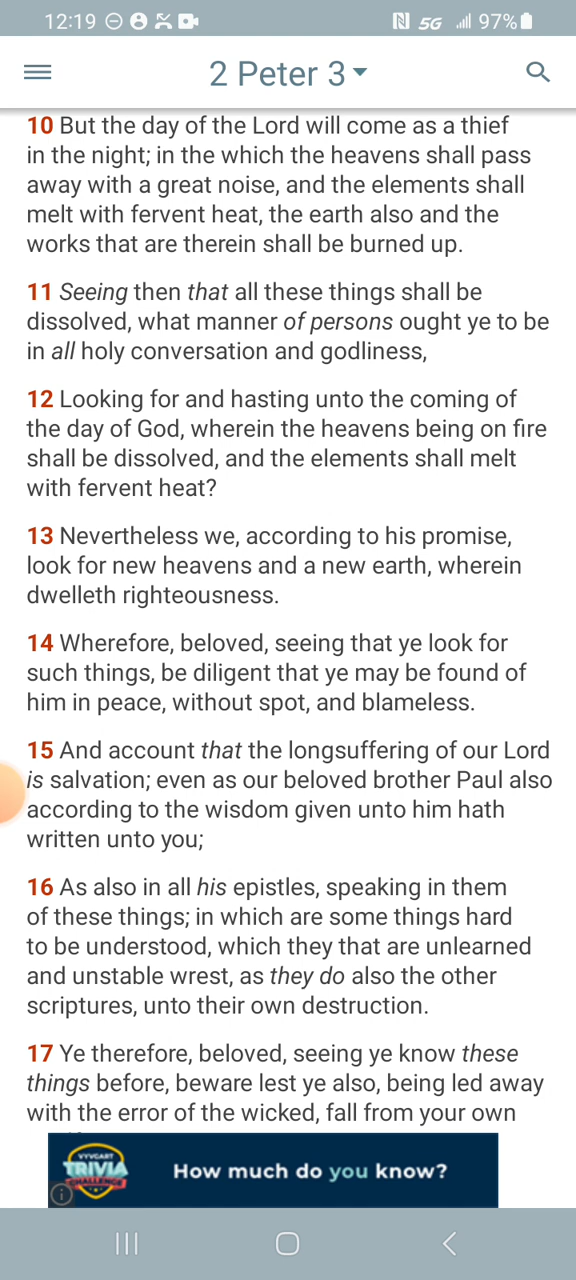 12:19
5G
97%
2 Peter 3
10 But the day of the Lord will come as a thief
in the night; in the which the heavens shall pass
away with a great noise, and the elements shall
melt with fervent heat, the earth also and the
works that are therein shall be burned up.
11 Seeing then that all these things shall be
dissolved, what manner of persons ought ye to be
in all holy conversation and godliness,
12 Looking for and hasting unto the coming of
the day of God, wherein the heavens being on fire
shall be dissolved, and the elements shall melt
with fervent heat?
13 Nevertheless we, according to his promise,
look for new heavens and a new earth, wherein
dwelleth righteousness.
14 Wherefore, beloved, seeing that ye look for
such things, be diligent that ye may be found of
him in peace, without spot, and blameless.
15 And account that the longsuffering of our Lord
is salvation; even as our beloved brother Paul also
according to the wisdom given unto him hath
written unto you;
16 As also in all his epistles, speaking in them
of these things; in which are some things hard
to be understood, which they that are unlearned
and unstable wrest, as they do also the other
scriptures, unto their own destruction.
17 Ye therefore, beloved, seeing ye know these
things before, beware lest ye also, being led away
with the error of the wicked, fall from your own
VYVGART
TRIVIA
CHALLENGE
How much do you know?